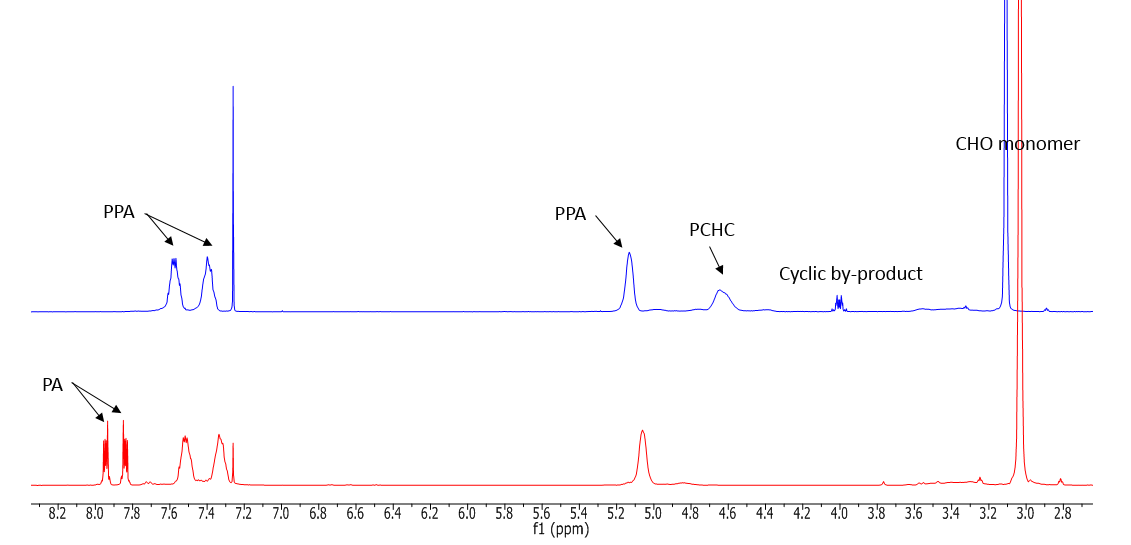 CHO monomer
PPA
PPA
PCHC
Cyclic by-product
PA
8.2 8.0 7.8 7.6 7.4 7.2 7.0 6.8 6.6 6.4 6.2 6.0 5.8 5.6 5.4 5.2 5.0 4.8 4.6 4.4 4.2 4.0 3.8 3.6 3.4 3.2 3.0 2.8
f1 (ppm)